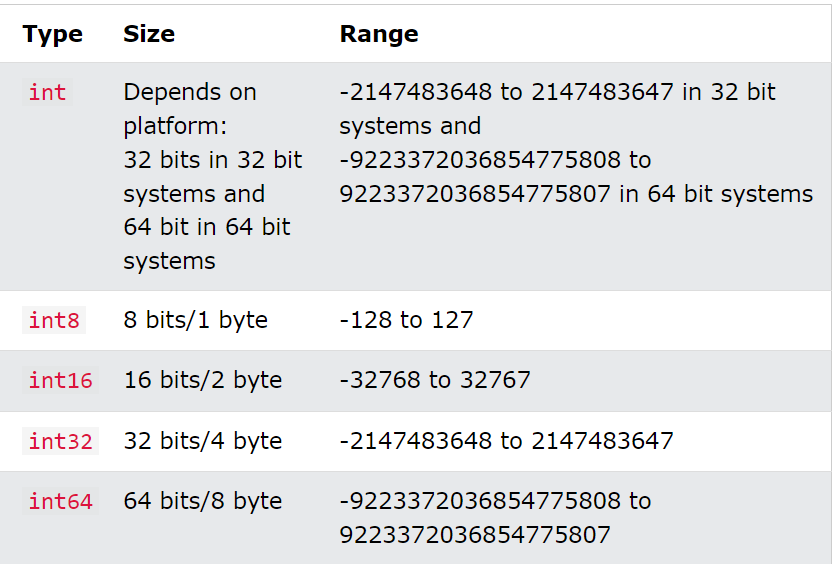 Type Size Range
int Depends on -2147483648 to 2147483647 in 32 bit
platform: systems and
32 bits in 32 bit -9223372036854775808 to
systems and 9223372036854775807 in 64 bit systems
64 bit in 64 bit
systems
int8 8 bits/1 byte -128 to 127
int16 16 bits/2 byte -32768 to 32767
int32 32 bits/4 byte -2147483648 to 2147483647
int64 64 bits/8 byte -9223372036854775808 to
9223372036854775807